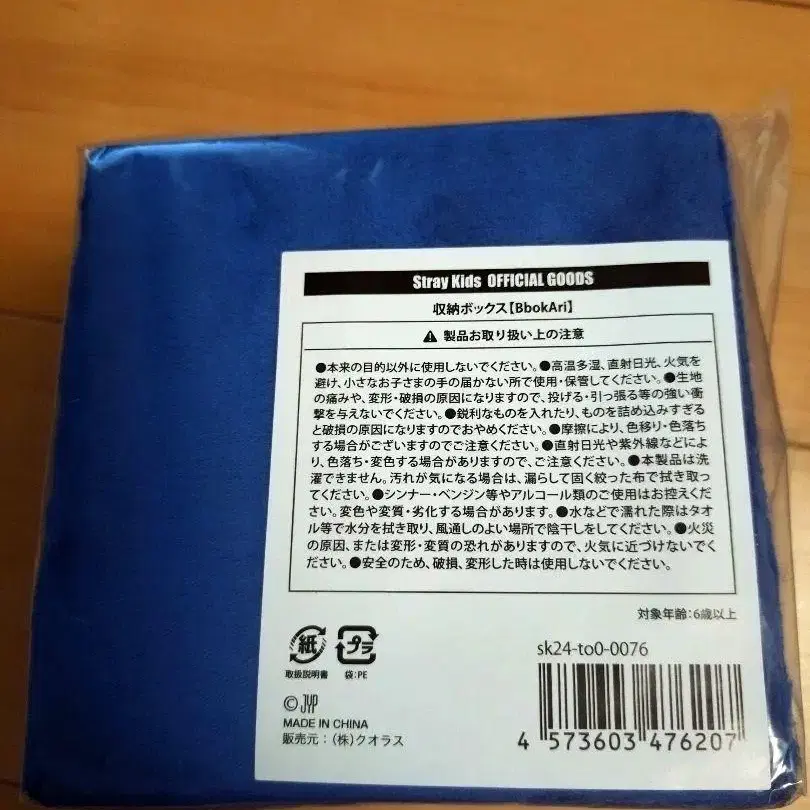 Stray Kids OFFICIAL GOODS
収納ボックス【BbokAri】
⚠ 製品お取り扱い上の注意
●本来の目的以外に使用しないでください。●高温多湿、直射日光、火気を
避け、小さなお子さまの手の届かない所で使用・保管してください。●生地
の痛みや、変形・破損の原因になりますので、投げる・引っ張る等の強い衝
撃を与えないでください。●鋭利なものを入れたり、ものを詰め込みすぎる
と破損の原因になりますのでおやめください。●摩擦により、色移り・色落ち
する場合がございますのでご注意ください。●直射日光や紫外線などによ
り、色落ち・変色する場合がありますので、ご注意ください。●本製品は洗
濯できません。汚れが気になる場合は、濡らして固く絞った布で拭き取っ
てください。●シンナー・ベンジン等やアルコール類のご使用はお控えくだ
さい。変色や変質・劣化する場合があります。●水などで濡れた際はタオ
ル等で水分を拭き取り、風通しのよい場所で陰干しをしてください。●火災
の原因、または変形・変質の恐れがありますので、火気に近づけないでく
ださい。●安全のため、破損、変形した時は使用しないでください。
対象年齢：6歳以上
紙 プラ
取扱説明書 袋：PE
sk24-to0-0076
© JYP
MADE IN CHINA
販売元：（株）クオラス
4 573603 476207